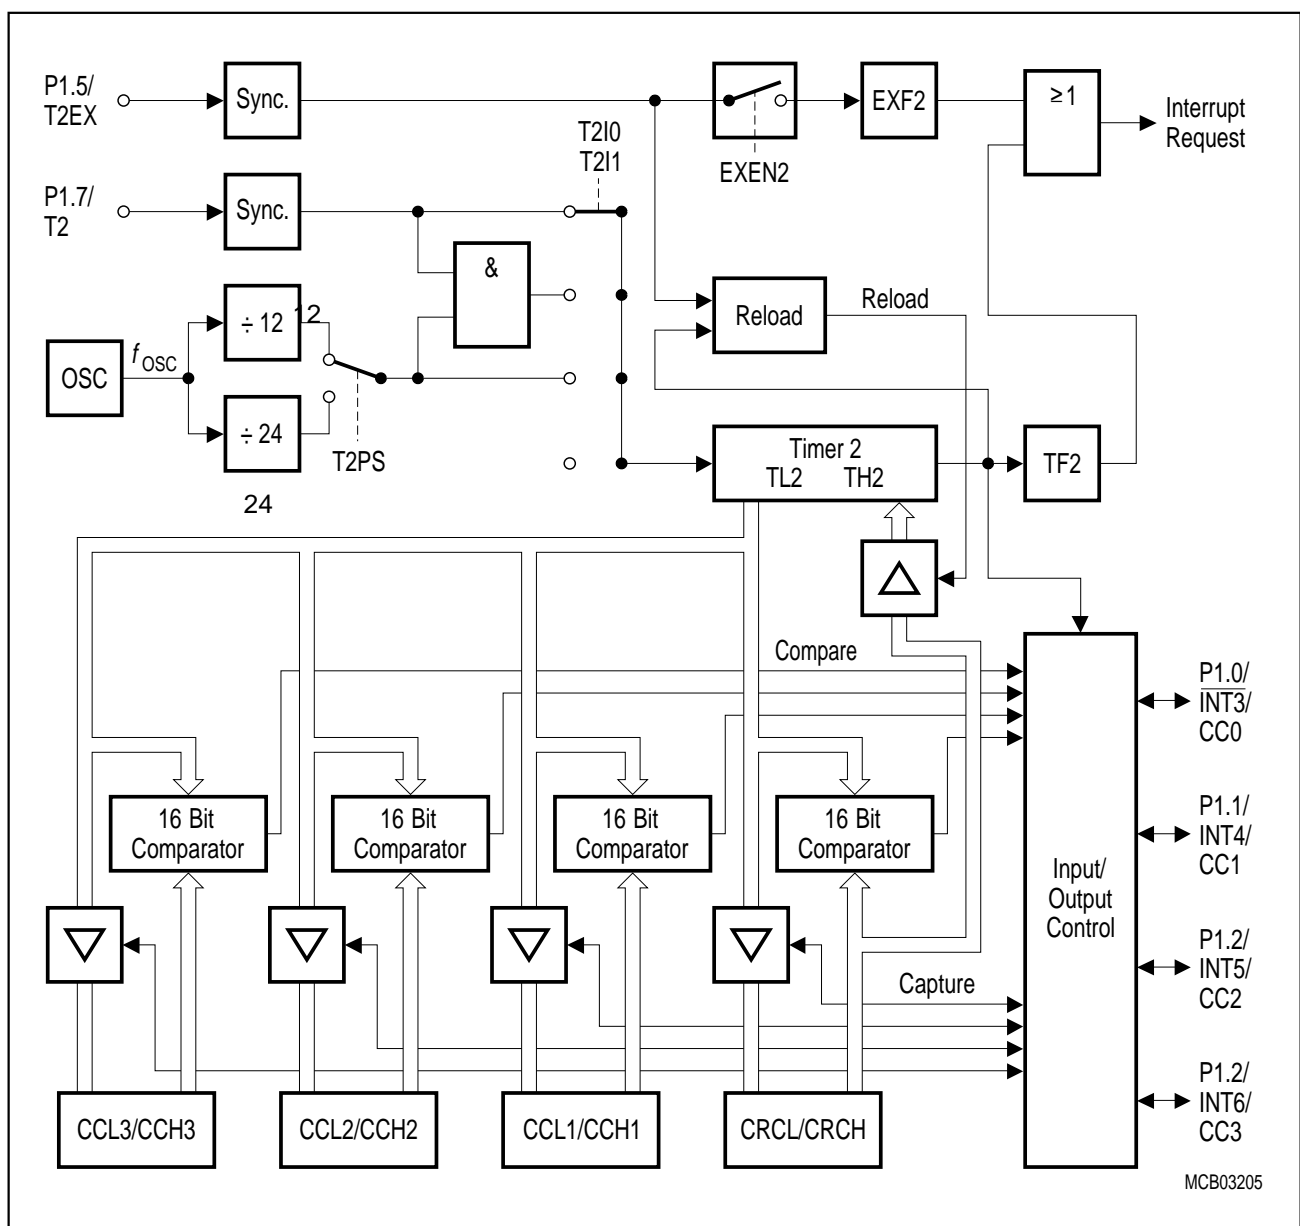 P1.5/
T2EX
Sync.
EXEN2
EXF2
≥1
Interrupt
Request
P1.7/
T2
Sync.
T2I0
T2I1
&
÷ 12
12
OSC
f OSC
÷ 24
24
T2PS
Reload
Reload
Timer 2
TL2 TH2
TF2
Compare
16 Bit
Comparator
16 Bit
Comparator
16 Bit
Comparator
16 Bit
Comparator
Capture
CCL3/CCH3
CCL2/CCH2
CCL1/CCH1
CRCL/CRCH
Input/
Output
Control
P1.0/
INT3/
CC0
P1.1/
INT4/
CC1
P1.2/
INT5/
CC2
P1.2/
INT6/
CC3
MCB03205